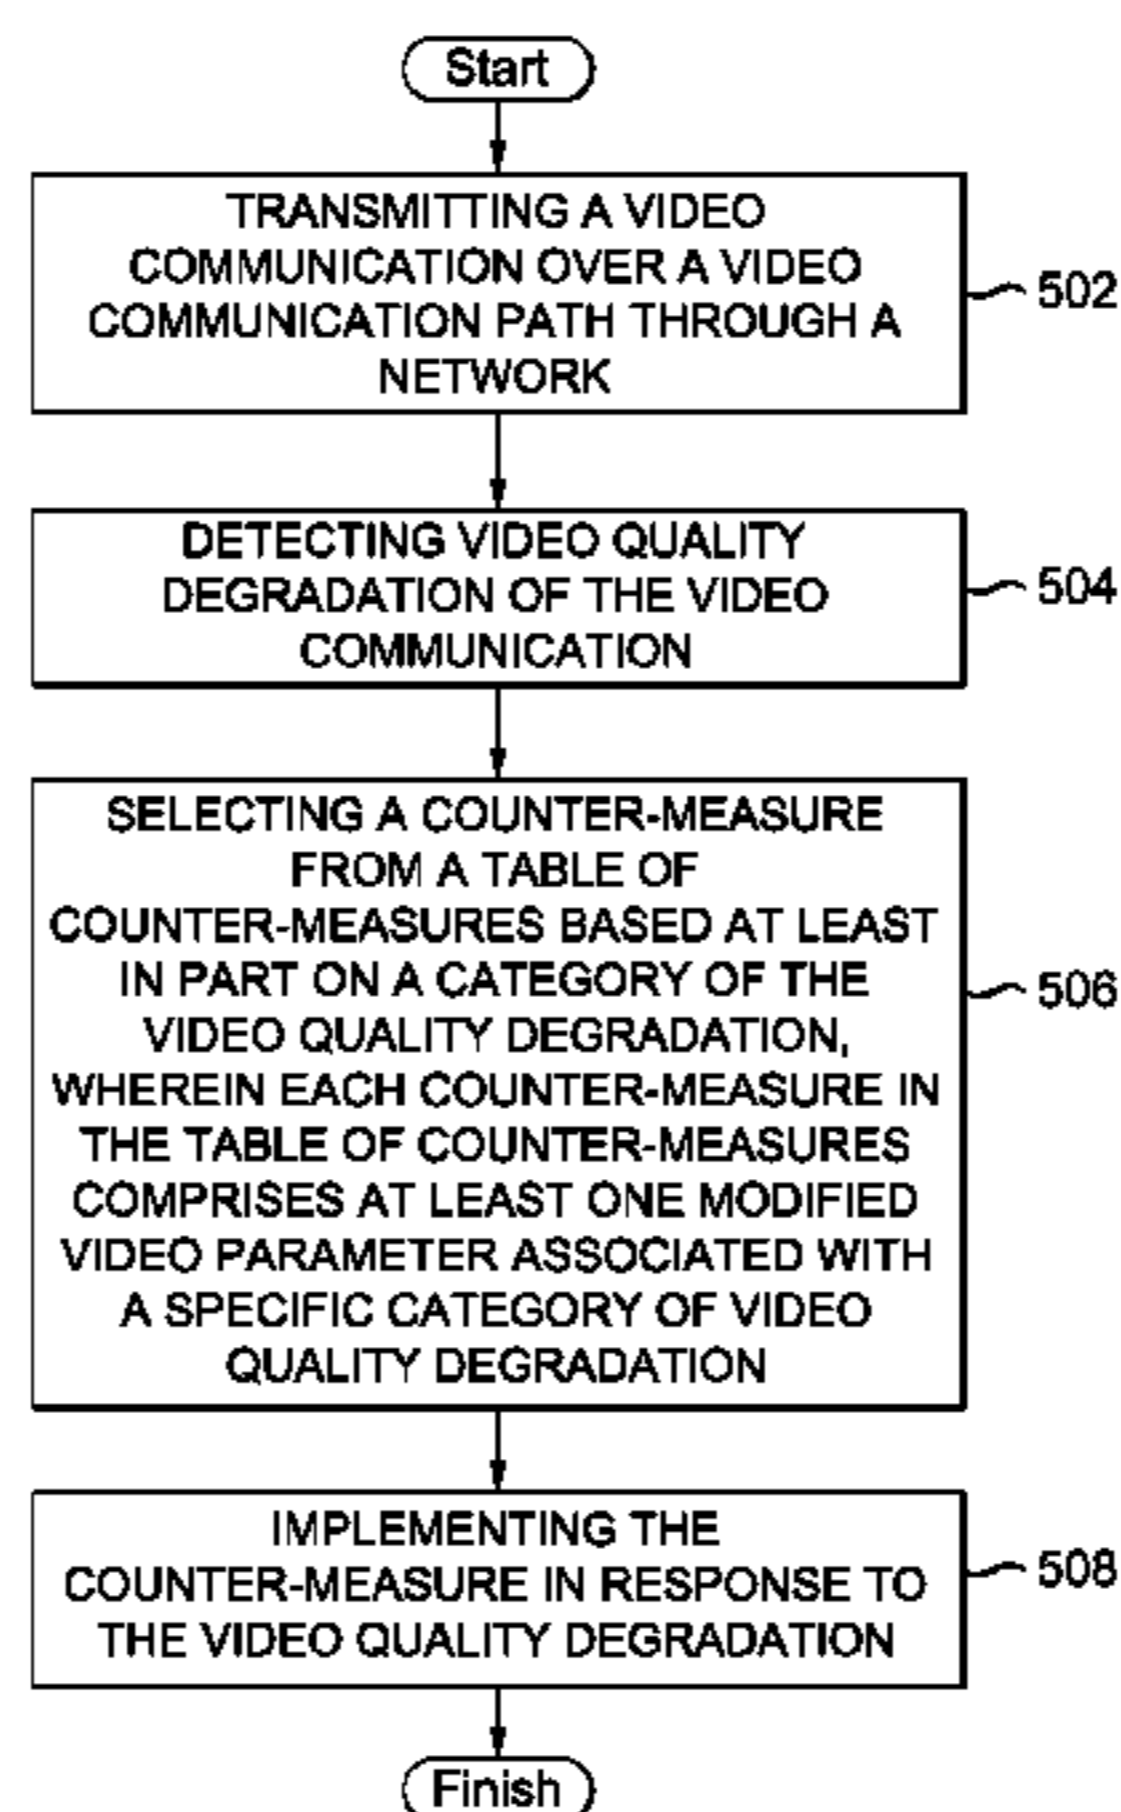 Start
TRANSMITTING A VIDEO
COMMUNICATION OVER A VIDEO
COMMUNICATION PATH THROUGH A
NETWORK
502
DETECTING VIDEO QUALITY
DEGRADATION OF THE VIDEO
COMMUNICATION
504
SELECTING A COUNTER-MEASURE
FROM A TABLE OF
COUNTER-MEASURES BASED AT LEAST
IN PART ON A CATEGORY OF THE
VIDEO QUALITY DEGRADATION,
WHEREIN EACH COUNTER-MEASURE IN
THE TABLE OF COUNTER-MEASURES
COMPRISES AT LEAST ONE MODIFIED
VIDEO PARAMETER ASSOCIATED WITH
A SPECIFIC CATEGORY OF VIDEO
QUALITY DEGRADATION
506
IMPLEMENTING THE
COUNTER-MEASURE IN RESPONSE TO
THE VIDEO QUALITY DEGRADATION
508
Finish